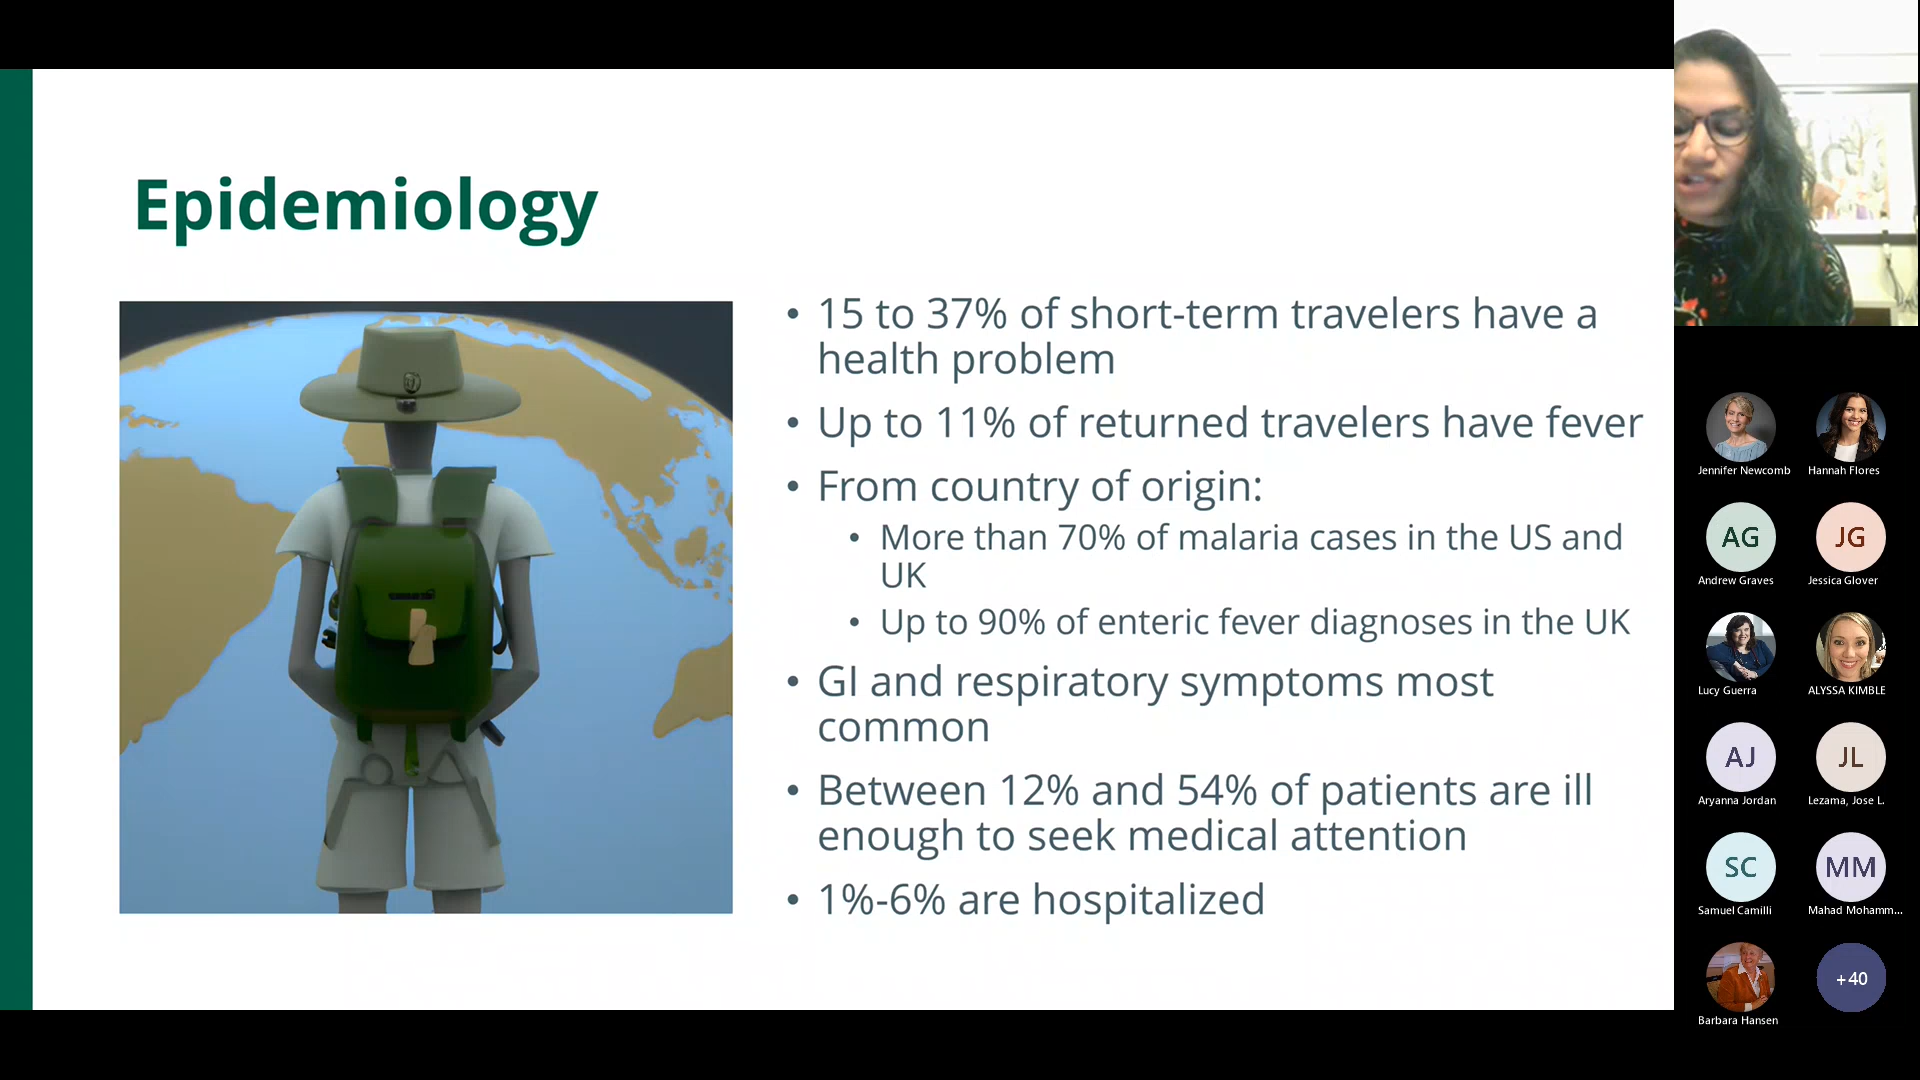 Epidemiology
• 15 to 37% of short-term travelers have a
health problem
• Up to 11% of returned travelers have fever
• From country of origin:
• More than 70% of malaria cases in the US and
UK
• Up to 90% of enteric fever diagnoses in the UK
• GI and respiratory symptoms most
common
• Between 12% and 54% of patients are ill
enough to seek medical attention
• 1%-6% are hospitalized
Jennifer Newcomb
Hannah Flores
AG
Andrew Graves
JG
Jessica Glover
Lucy Guerra
ALYSSA KIMBLE
AJ
Aryanna Jordan
JL
Lezama, Jose L.
SC
Samuel Camilli
MM
Mahad Mohamm...
Barbara Hansen
+40